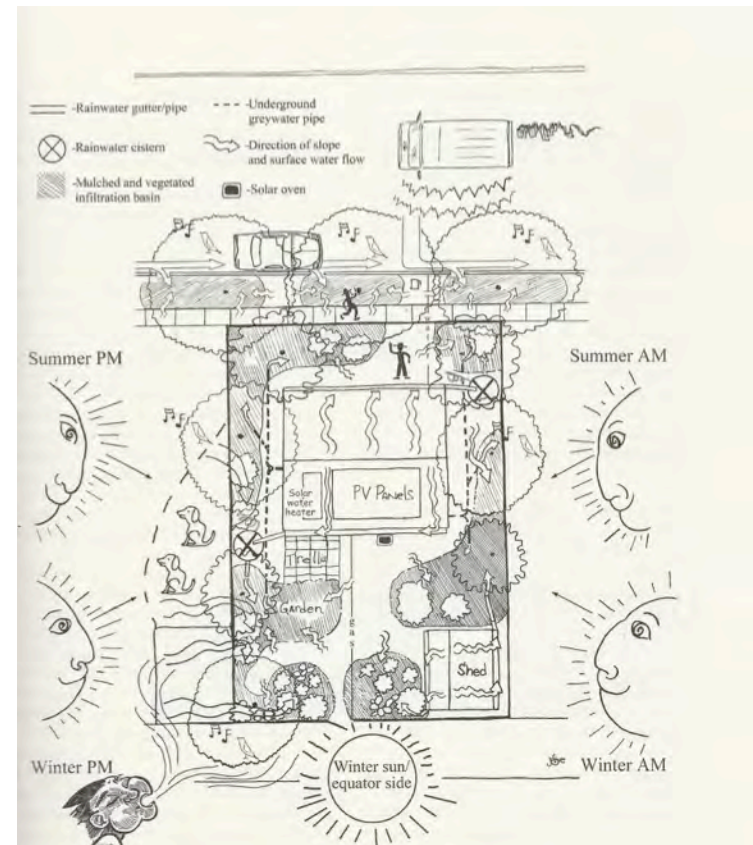 -Rainwater gutter/pipe
-Underground
greywater pipe
-Rainwater cistern
-Direction of slope
and surface water flow
-Mulched and vegetated
infiltration basin
-Solar oven
Summer PM
Summer AM
Solar
water
heater
PV Panels
Trellis
Garden
gas
Shed
Winter PM
Winter sun/
equator side
Winter AM